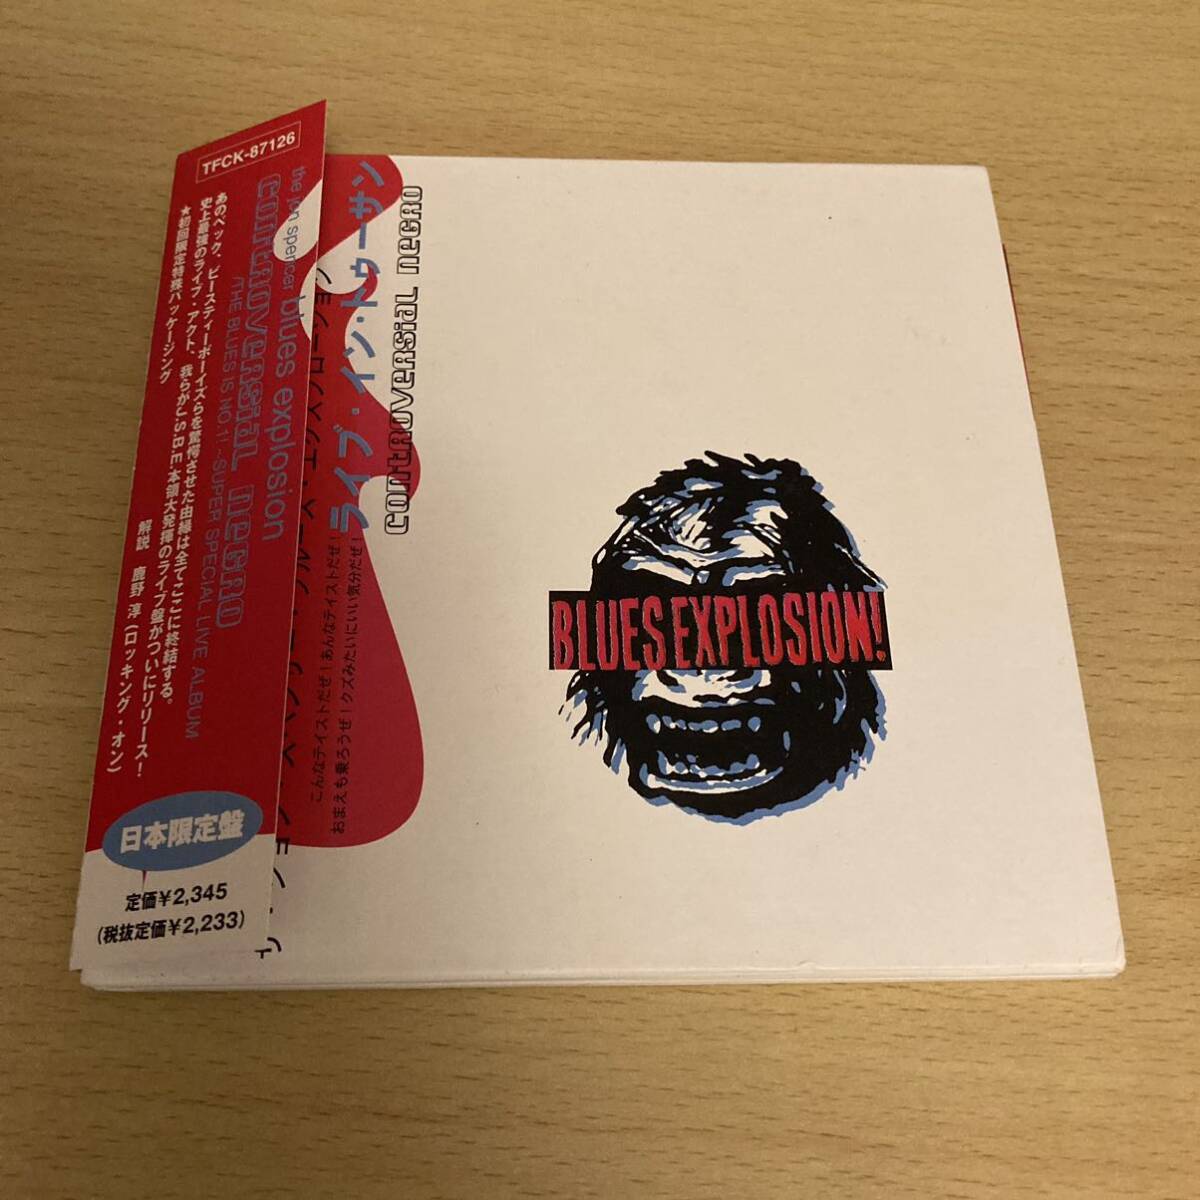 TFCK-87126
the jon spencer blues explosion
controversial negro
(THE BLUES IS NO.1! ~SUPER SPECIAL LIVE ALBUM
あのベック、ビースティーボーイズらを驚愕させた由縁は全てここに終結する。
史上最強のライブ・アクト、我らがJ.S.B.E.本領大発揮のライブ盤がついにリリース!
★初回限定特殊パッケージング
解説 鹿野 淳(ロッキング・オン)
日本限定盤
定価¥2,345
(税抜定価¥2,233)
ライブ・イン・トゥーサン
controversial negro
こんなテイストだぜ!あんなテイストだぜ!
おまえも乗ろうぜ!クズみたいにいい気分だぜ!
BLUES EXPLOSION!